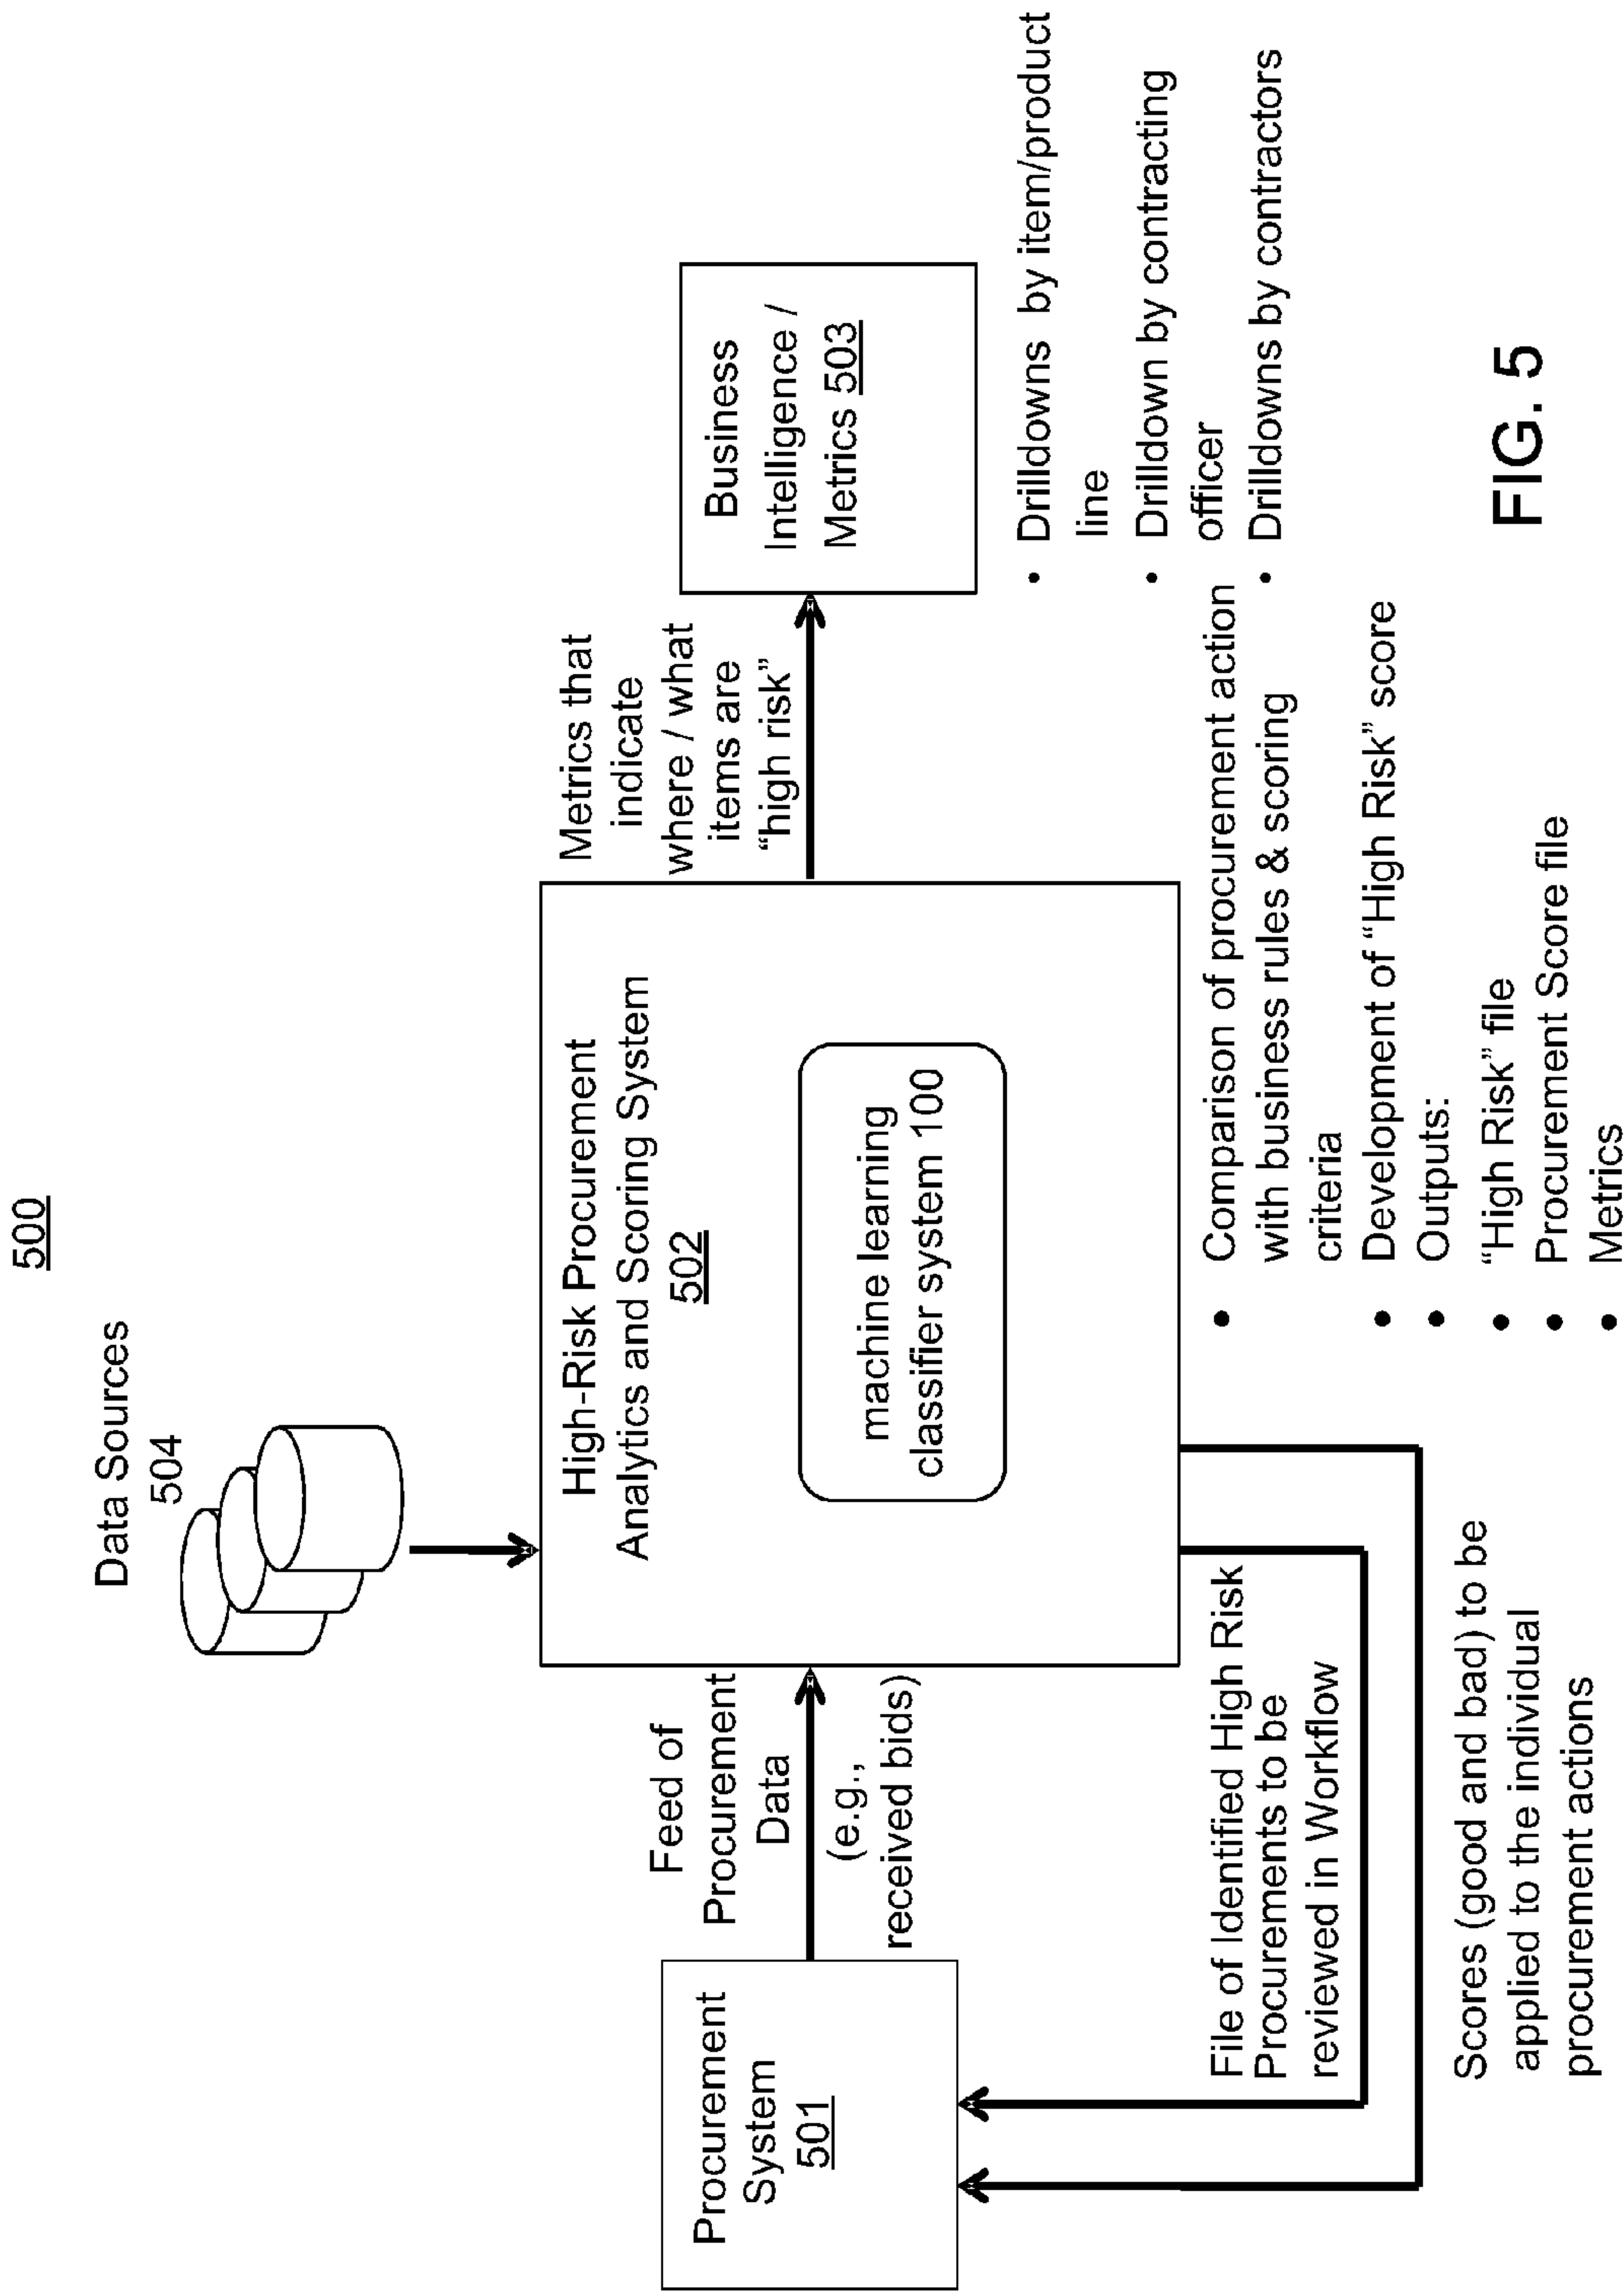 500
Data Sources
504
High-Risk Procurement
Analytics and Scoring System
502
machine learning
classifier system 100
Procurement
System
501
Feed of
Procurement
Data
(e.g.,
received bids)
Metrics that
indicate
where / what
items are
“high risk”
Business
Intelligence /
Metrics 503
• Drilldowns by item/product
line
• Drilldown by contracting
officer
• Drilldowns by contractors
File of Identified High Risk
Procurements to be
reviewed in Workflow
Scores (good and bad) to be
applied to the individual
procurement actions
• Comparison of procurement action
with business rules & scoring
criteria
• Development of “High Risk” score
• Outputs:
• “High Risk” file
• Procurement Score file
• Metrics
FIG. 5